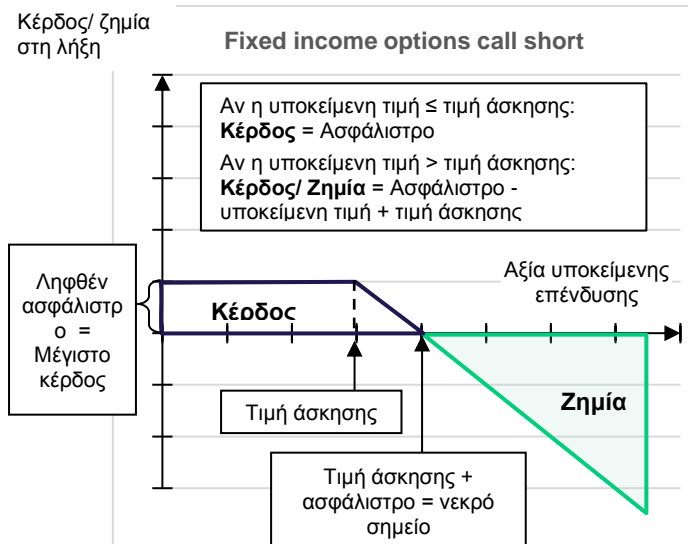 Κέρδος/ ζημία
στη λήξη
Fixed income options call short
Αν η υποκείμενη τιμή ≤ τιμή άσκησης:
Κέρδος = Ασφάλιστρο
Αν η υποκείμενη τιμή > τιμή άσκησης:
Κέρδος/ Ζημία = Ασφάλιστρο -
υποκείμενη τιμή + τιμή άσκησης
Ληφθέν
ασφάλιστρ
ο =
Μέγιστο
κέρδος
Κέρδος
Αξία υποκείμενης
επένδυσης
Τιμή άσκησης
Ζημία
Τιμή άσκησης +
ασφάλιστρο = νεκρό
σημείο